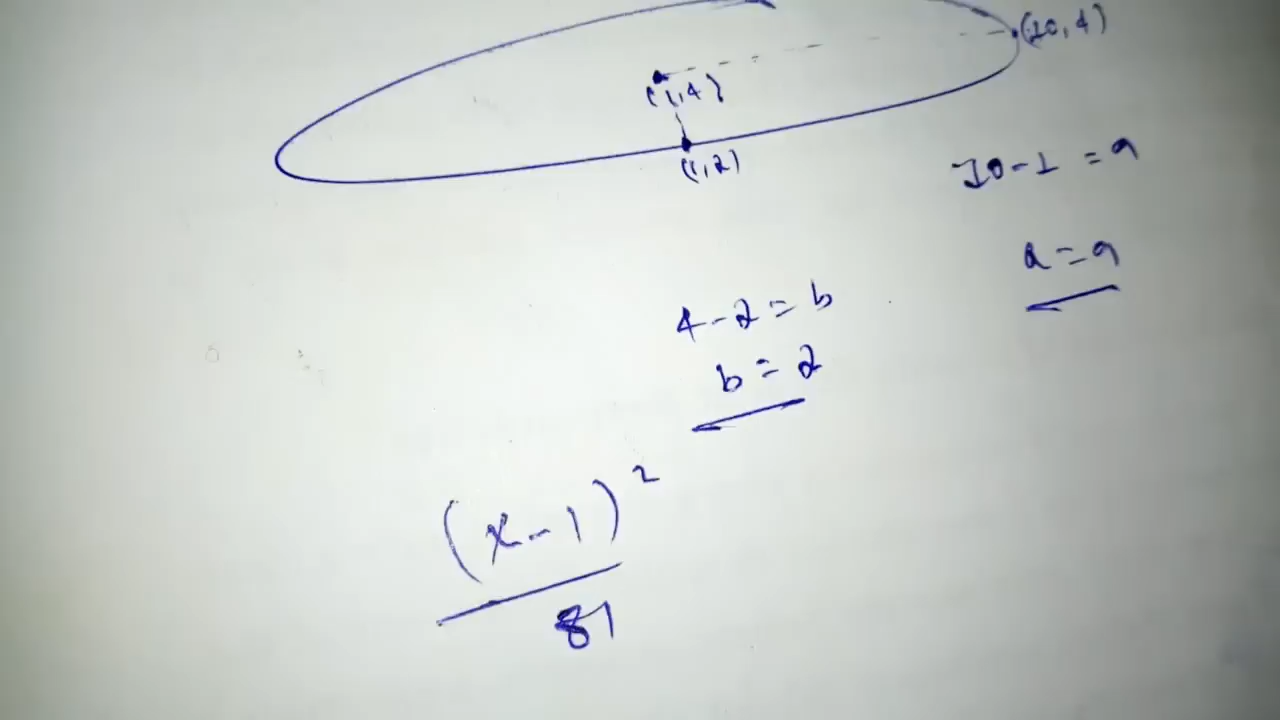 (10,4)
(1,4)
(1,2)
10-1 = 9
a = 9
4-2 = b
b = 2
(x-1)²
81